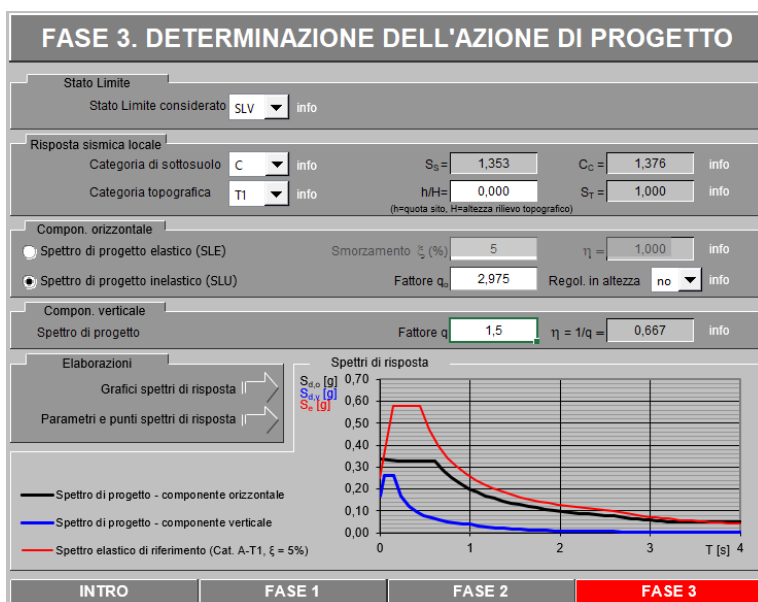 FASE 3. DETERMINAZIONE DELL'AZIONE DI PROGETTO
Stato Limite
Stato Limite considerato SLV info
Risposta sismica locale
Categoria di sottosuolo C info S_S = 1,353 C_C = 1,376 info
Categoria topografica T1 info h/H= 0,000 S_T = 1,000 info
(h=quota sito, H=altezza rilievo topografico)
Compon. orizzontale
Spettro di progetto elastico (SLE) Smorzamento ξ (%) 5 η = 1,000 info
Spettro di progetto inelastico (SLU) Fattore q_o 2,975 Regol. in altezza no info
Compon. verticale
Spettro di progetto Fattore q 1,5 η = 1/q = 0,667 info
Elaborazioni
Grafici spettri di risposta
Parametri e punti spettri di risposta
Spettri di risposta
S_d,o [g]
S_d,v [g]
S_e [g]
0,70
0,60
0,50
0,40
0,30
0,20
0,10
0,00
0 1 2 3 T [s] 4
Spettro di progetto - componente orizzontale
Spettro di progetto - componente verticale
Spettro elastico di riferimento (Cat. A-T1, ξ = 5%)
INTRO FASE 1 FASE 2 FASE 3